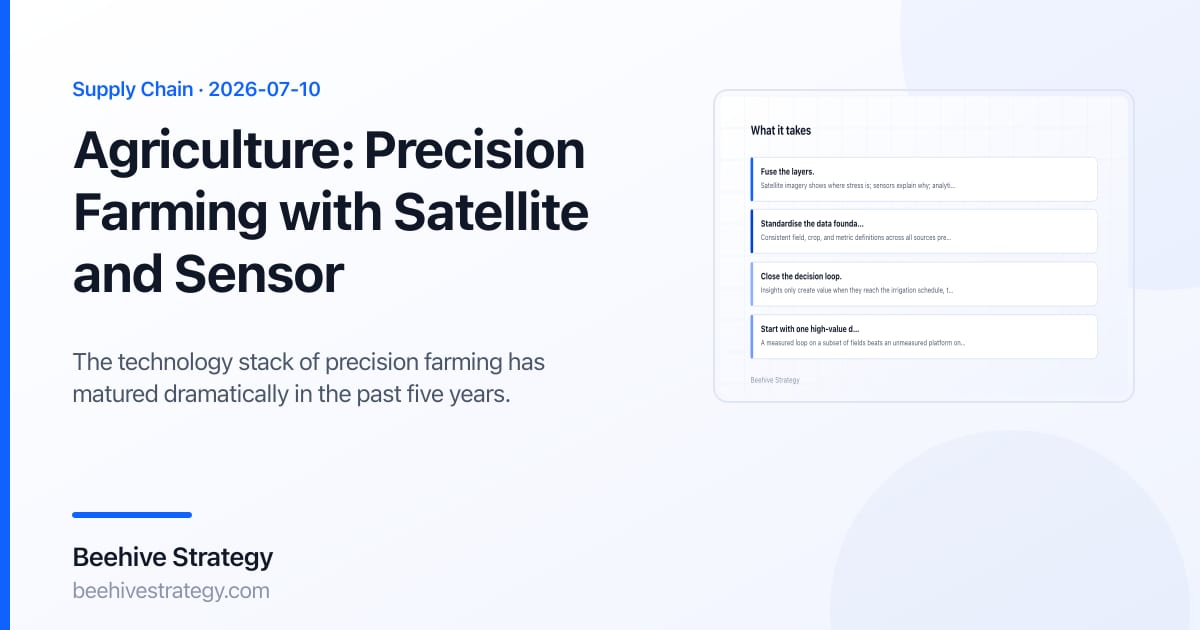 Supply Chain · 2026-07-10
Agriculture: Precision
Farming with Satellite
and Sensor
The technology stack of precision farming has
matured dramatically in the past five years.
Beehive Strategy
beehivestrategy.com
What it takes
Fuse the layers.
Satellite imagery shows where stress is; sensors explain why; analyti...
Standardise the data founda...
Consistent field, crop, and metric definitions across all sources pre...
Close the decision loop.
Insights only create value when they reach the irrigation schedule, t...
Start with one high-value d...
A measured loop on a subset of fields beats an unmeasured platform on...
Beehive Strategy